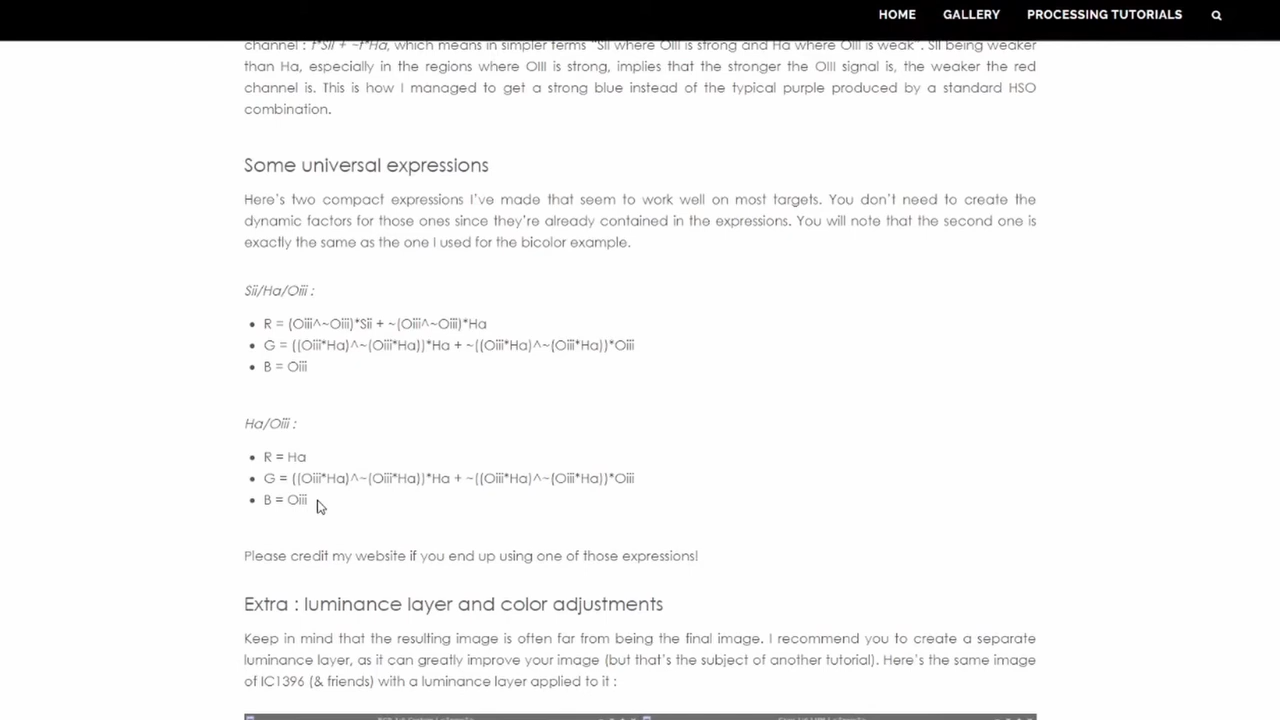 HOME GALLERY PROCESSING TUTORIALS
channel : f*SII + ~f*Ha, which means in simpler terms "SII where OIII is strong and Ha where OIII is weak". SII being weaker
than Ha, especially in the regions where OIII is strong, implies that the stronger the OIII signal is, the weaker the red
channel is. This is how I managed to get a strong blue instead of the typical purple produced by a standard HSO
combination.
Some universal expressions
Here's two compact expressions I've made that seem to work well on most targets. You don't need to create the
dynamic factors for those ones since they're already contained in the expressions. You will note that the second one is
exactly the same as the one I used for the bicolor example.
Sii/Ha/Oiii :
• R = (Oiii^~Oiii)*Sii + ~(Oiii^~Oiii)*Ha
• G = ((Oiii*Ha)^~(Oiii*Ha))*Ha + ~((Oiii*Ha)^~(Oiii*Ha))*Oiii
• B = Oiii
Ha/Oiii :
• R = Ha
• G = ((Oiii*Ha)^~(Oiii*Ha))*Ha + ~((Oiii*Ha)^~(Oiii*Ha))*Oiii
• B = Oiii
Please credit my website if you end up using one of those expressions!
Extra : luminance layer and color adjustments
Keep in mind that the resulting image is often far from being the final image. I recommend you to create a separate
luminance layer, as it can greatly improve your image (but that's the subject of another tutorial). Here's the same image
of IC1396 (& friends) with a luminance layer applied to it :